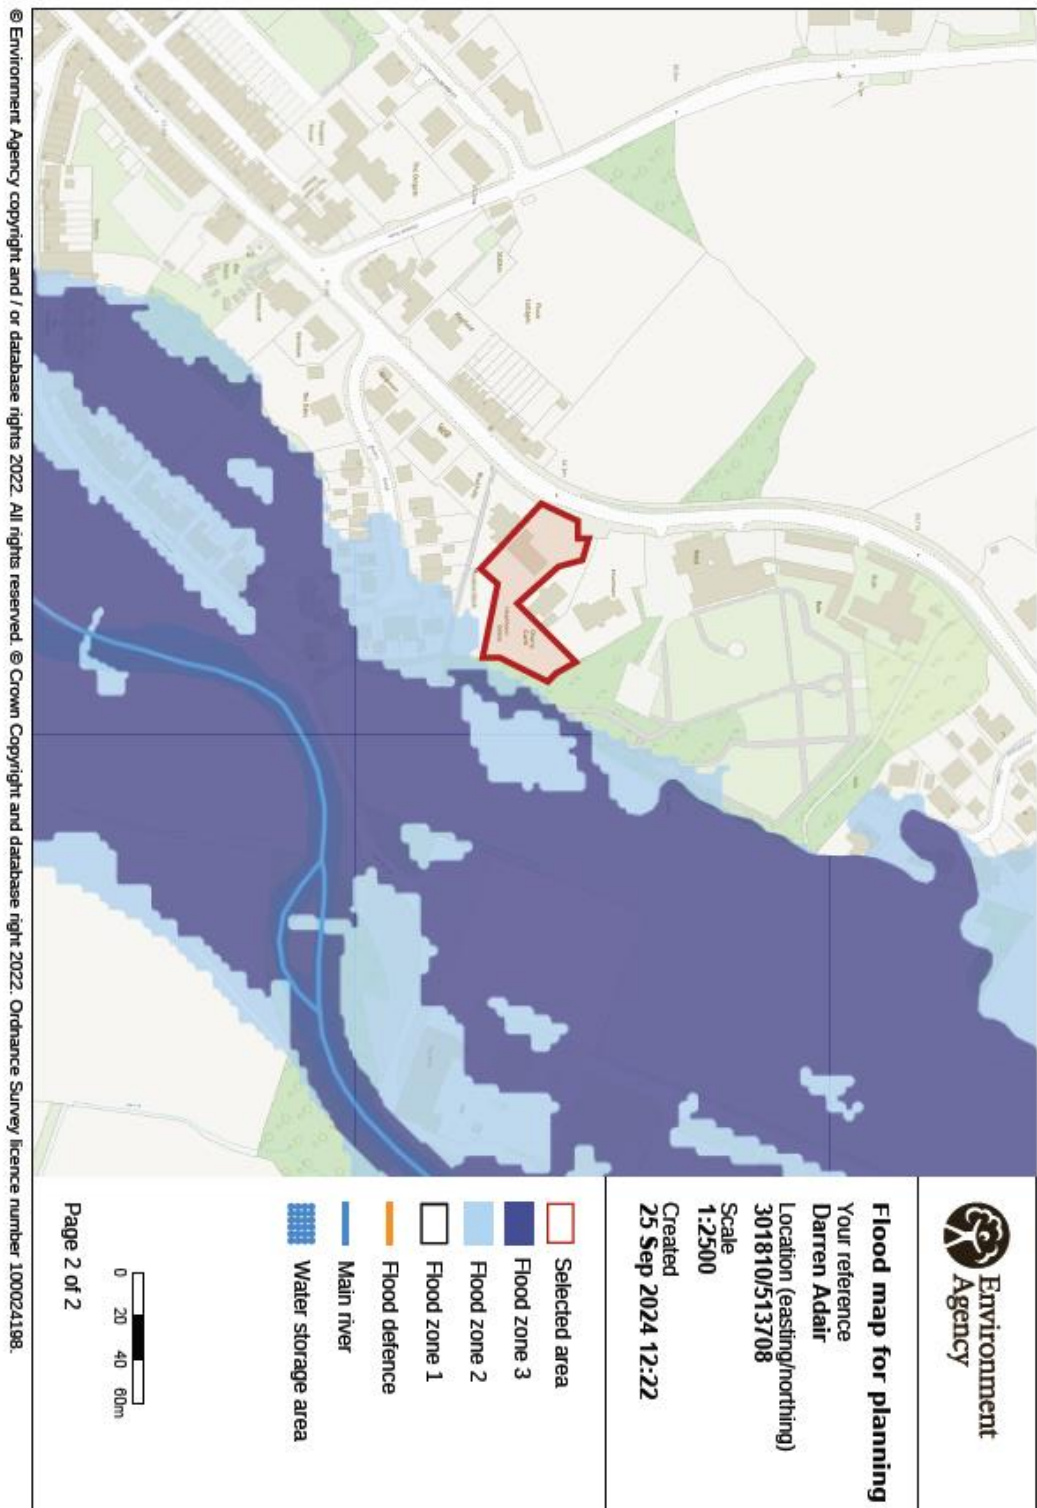 Environment
Agency
Flood map for planning
Your reference
Darren Adair
Location (easting/northing)
301810/513708
Scale
1:2500
Created
25 Sep 2024 12:22
Selected area
Flood zone 3
Flood zone 2
Flood zone 1
Flood defence
Main river
Water storage area
0 20 40 60m
Page 2 of 2
© Environment Agency copyright and / or database rights 2022. All rights reserved. © Crown Copyright and database right 2022. Ordnance Survey licence number 100024198.